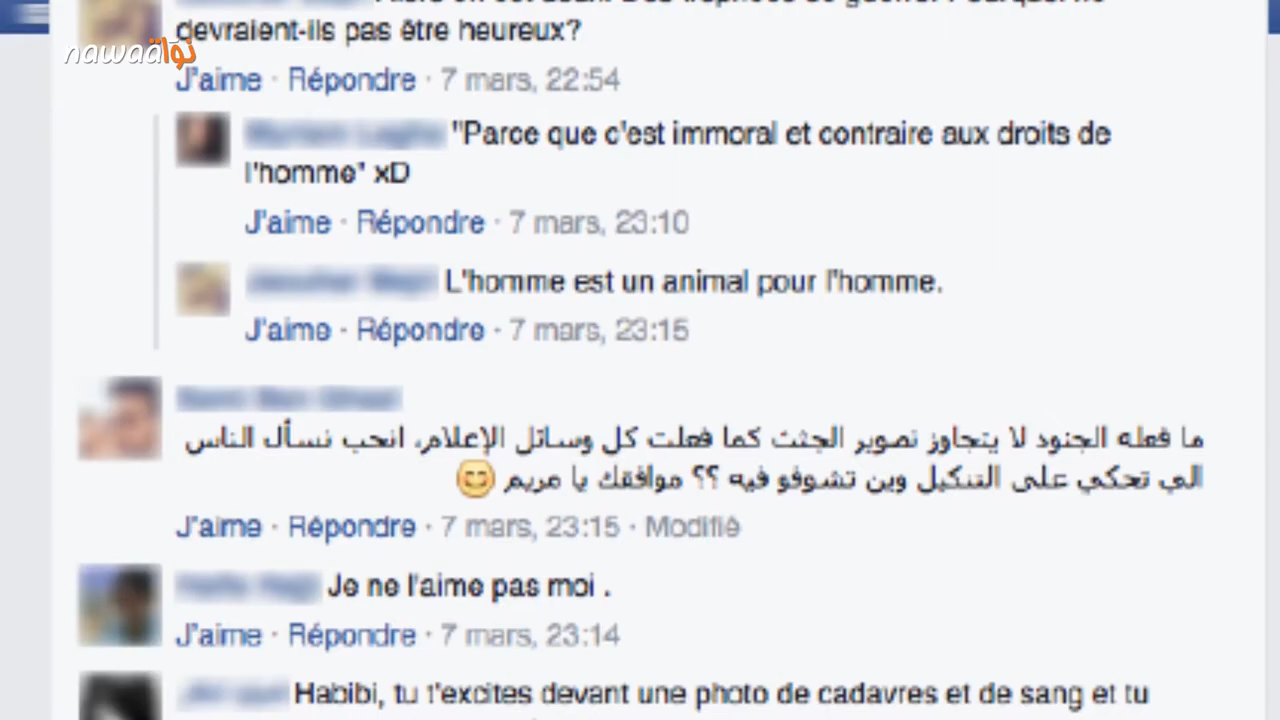 devraient-ils pas être heureux?
nawaa نواة
J'aime · Répondre · 7 mars, 22:54
"Parce que c'est immoral et contraire aux droits de
l'homme" xD
J'aime · Répondre · 7 mars, 23:10
L'homme est un animal pour l'homme.
J'aime · Répondre · 7 mars, 23:15
ما فعله الجنود لا يتجاوز تصوير الجثث كما فعلت كل وسائل الإعلام، انحب نسأل الناس
الي تحكي على التنكيل وين تشوفو فيه ؟؟ موافقك يا مريم 😊
J'aime · Répondre · 7 mars, 23:15 · Modifié
Je ne l'aime pas moi .
J'aime · Répondre · 7 mars, 23:14
Habibi, tu t'excites devant une photo de cadavres et de sang et tu